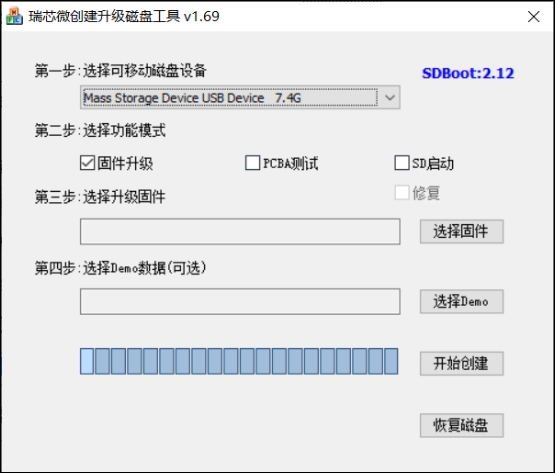 瑞芯微创建升级磁盘工具 v1.69
第一步:选择可移动磁盘设备
SDBoot:2.12
Mass Storage Device USB Device 7.4G
第二步:选择功能模式
固件升级 PCBA测试 SD启动
修复
第三步:选择升级固件
选择固件
第四步:选择Demo数据(可选)
选择Demo
开始创建
恢复磁盘